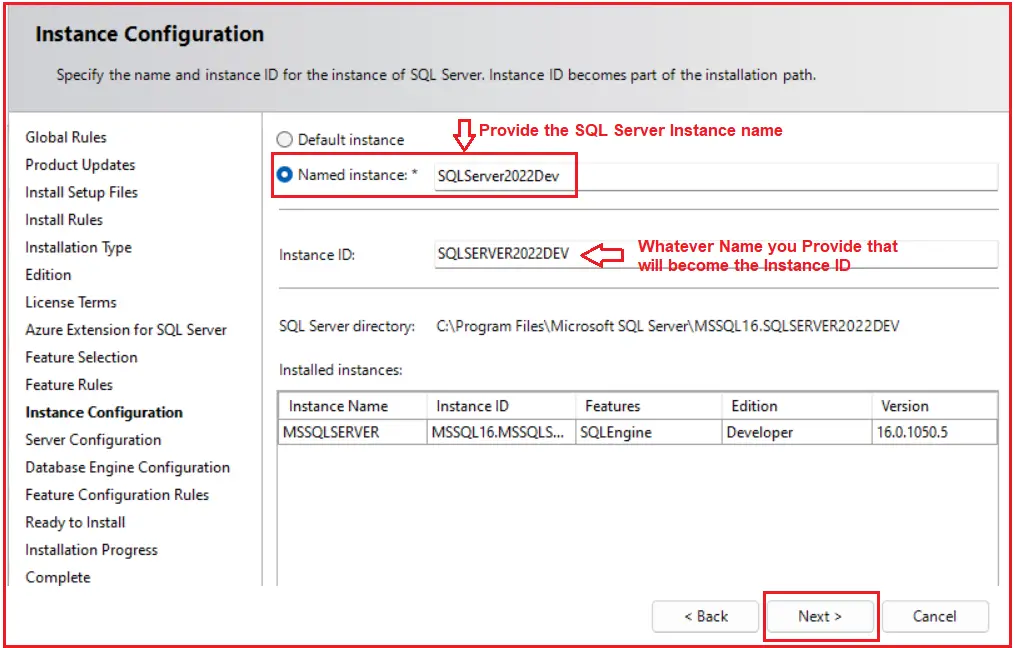 Instance Configuration
Specify the name and instance ID for the instance of SQL Server. Instance ID becomes part of the installation path.
Global Rules
Product Updates
Install Setup Files
Install Rules
Installation Type
Edition
License Terms
Azure Extension for SQL Server
Feature Selection
Feature Rules
Instance Configuration
Server Configuration
Database Engine Configuration
Feature Configuration Rules
Ready to Install
Installation Progress
Complete
Default instance
Provide the SQL Server Instance name
Named instance: * SQLServer2022Dev
Instance ID: SQLSERVER2022DEV
Whatever Name you Provide that
will become the Instance ID
SQL Server directory: C:\Program Files\Microsoft SQL Server\MSSQL16.SQLSERVER2022DEV
Installed instances:
Instance Name Instance ID Features Edition Version
MSSQLSERVER MSSQL16.MSSQLS... SQLEngine Developer 16.0.1050.5
< Back Next > Cancel